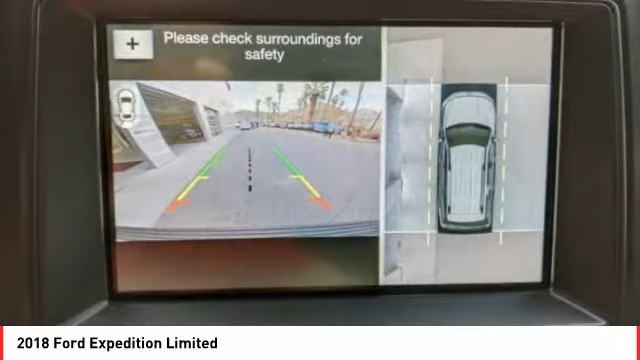 +
Please check surroundings for
safety
2018 Ford Expedition Limited